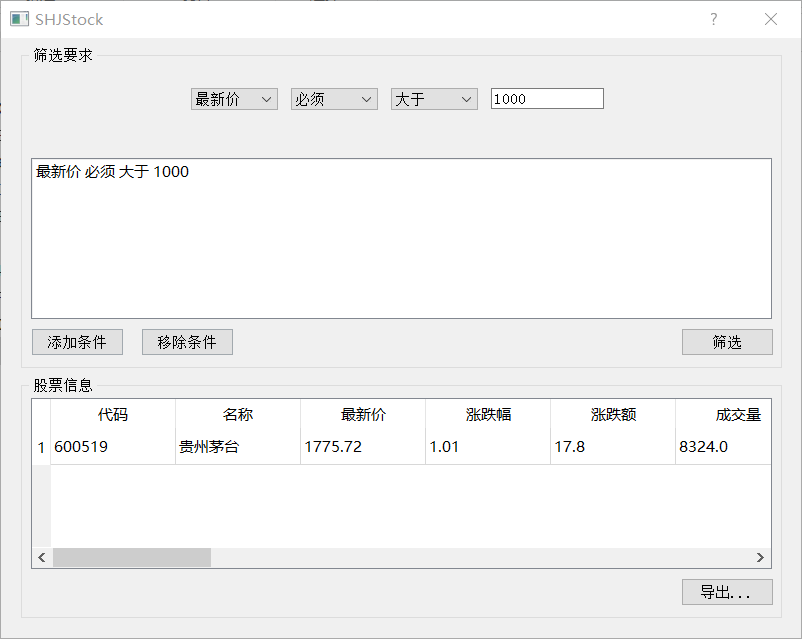 SHJStock
筛选要求
最新价 必须 大于 1000
最新价 必须 大于 1000
添加条件 移除条件 筛选
股票信息
代码 名称 最新价 涨跌幅 涨跌额 成交量
1 600519 贵州茅台 1775.72 1.01 17.8 8324.0
导出...